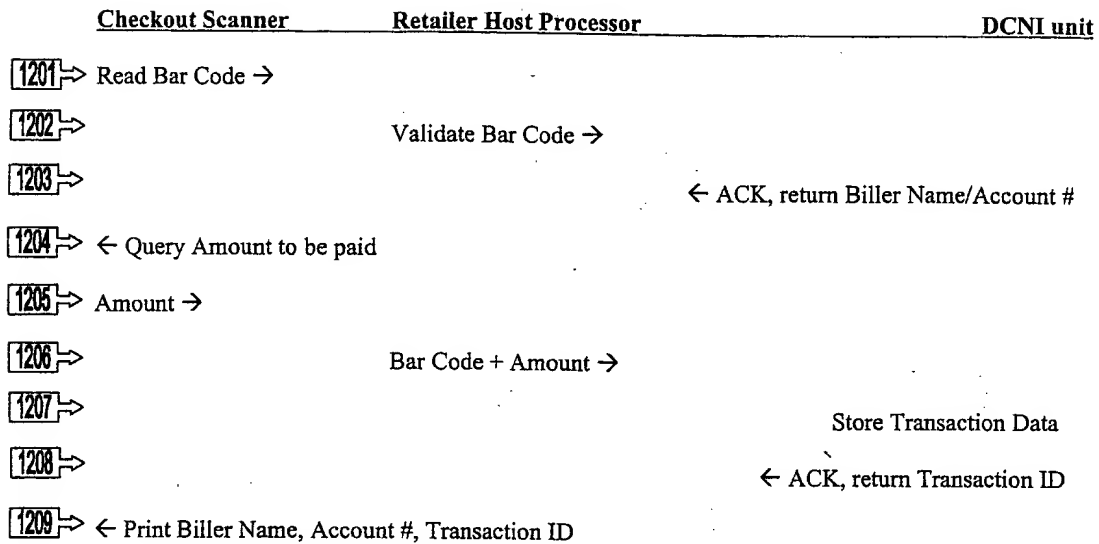 Checkout Scanner Retailer Host Processor DCNI unit
1201 Read Bar Code →
1202 Validate Bar Code →
1203 ← ACK, return Biller Name/Account #
1204 ← Query Amount to be paid
1205 Amount →
1206 Bar Code + Amount →
1207 Store Transaction Data
1208 ← ACK, return Transaction ID
1209 ← Print Biller Name, Account #, Transaction ID